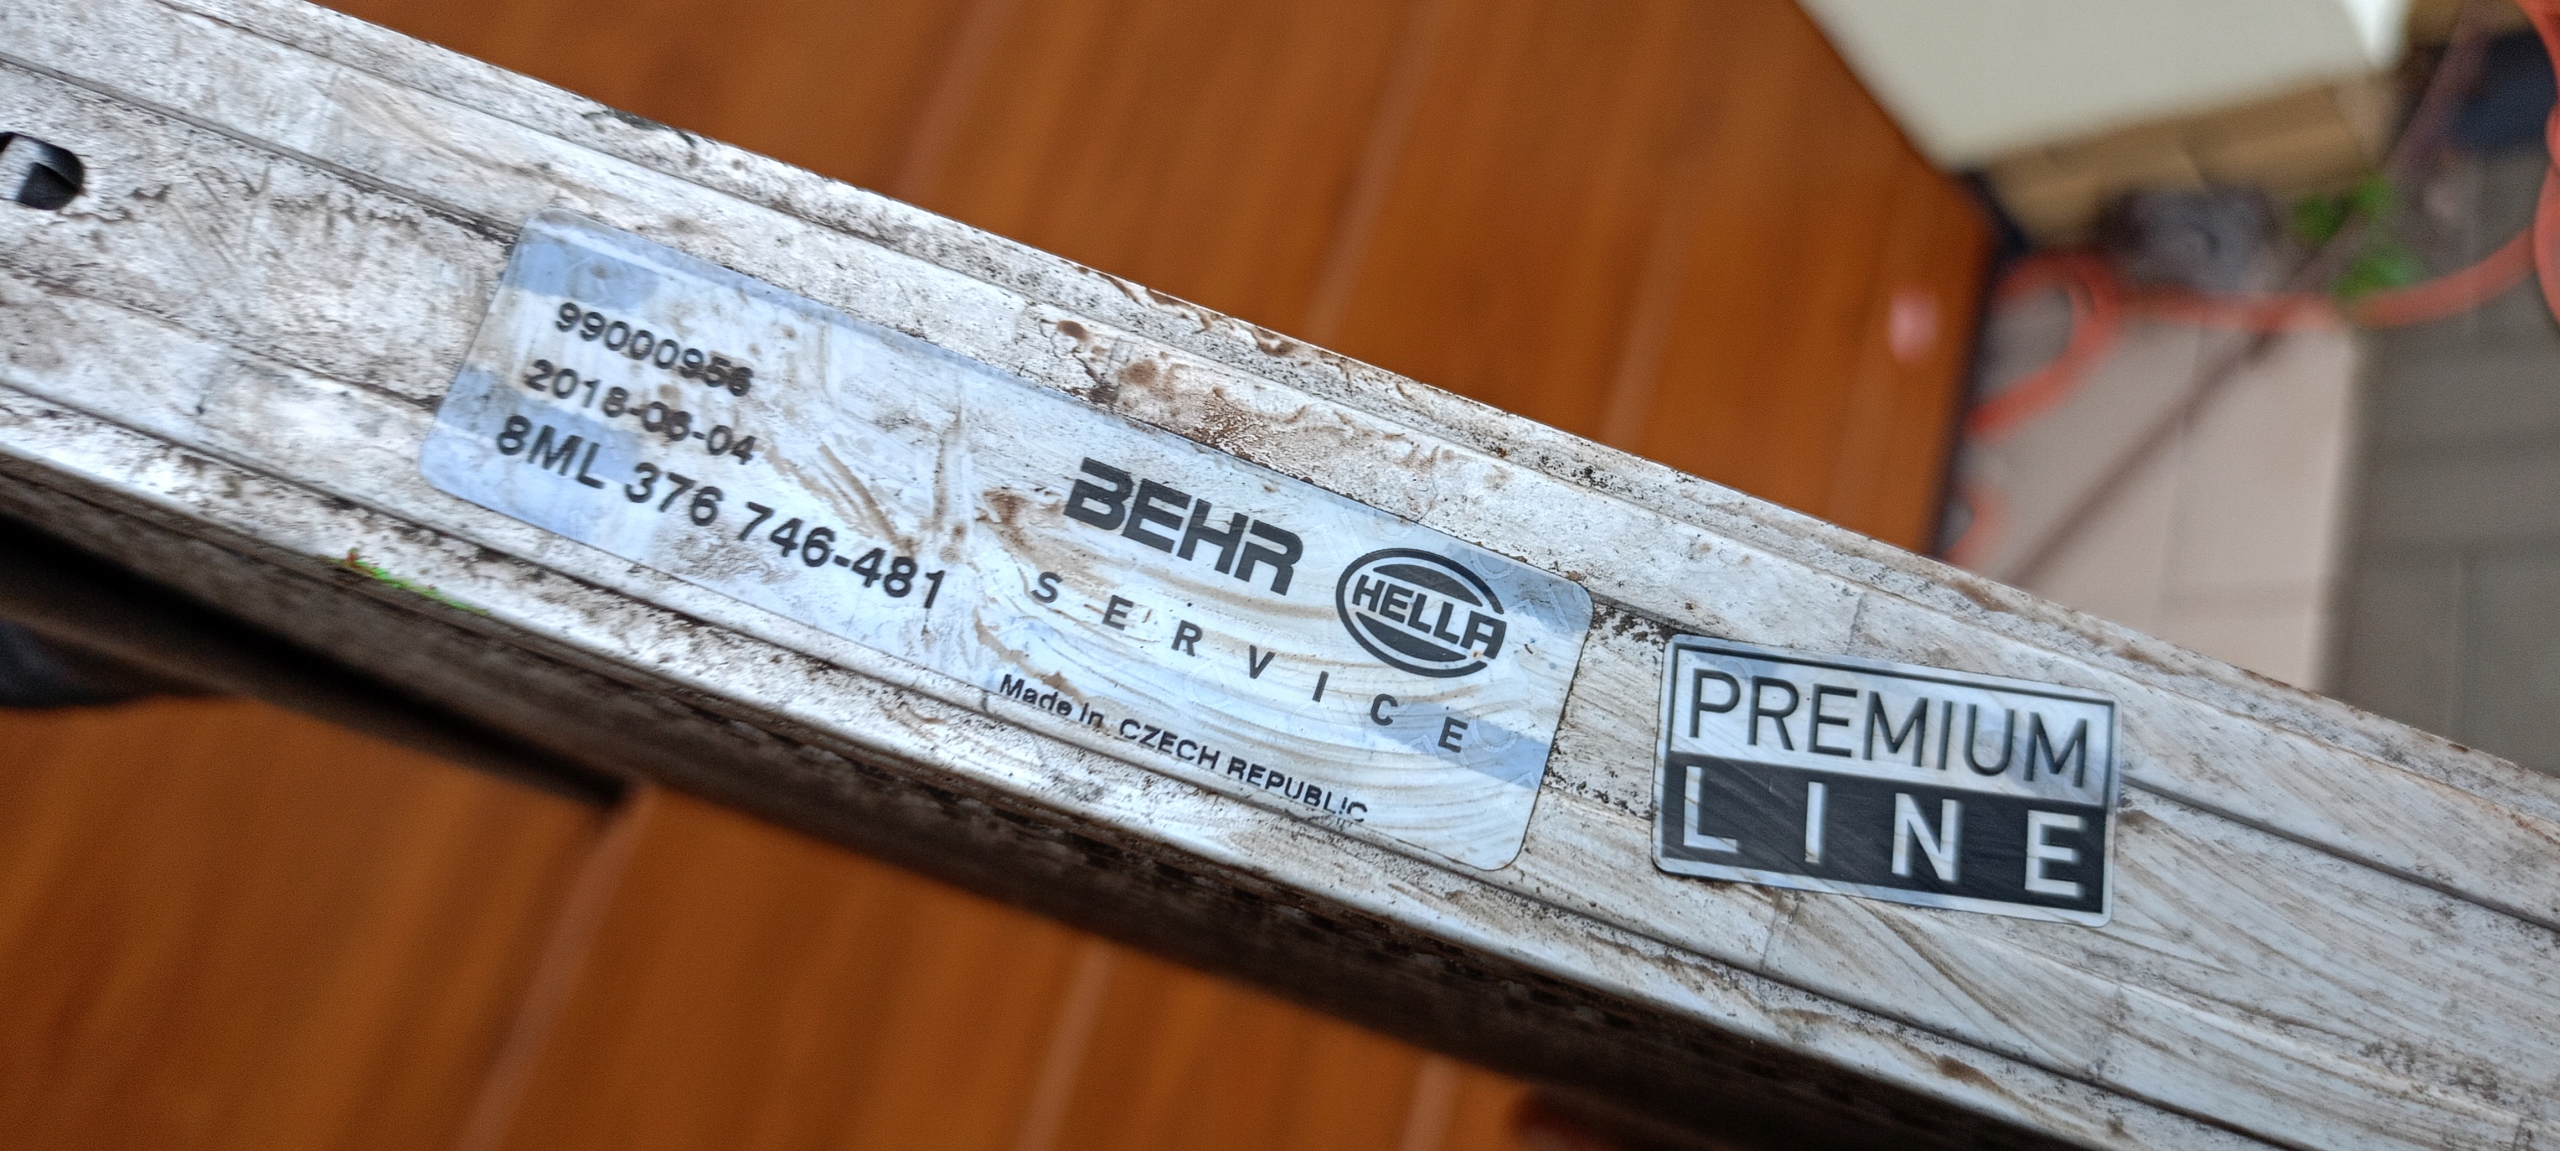 99000956
2018-06-04
8ML 376 746-481
BEHR HELLA
SERVICE
Made in CZECH REPUBLIC
PREMIUM
LINE